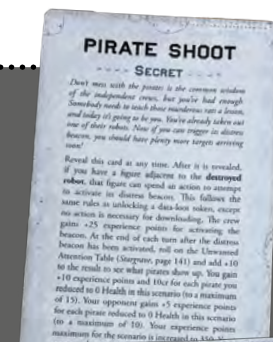 PIRATE SHOOT
SECRET
Don't mess with the pirates is the common wisdom
of the independent crews, but you've had enough.
Somebody needs to teach those murderous rats a lesson,
and today it's going to be you. You've already taken out
one of their robots. Now if you can trigger its distress
beacon, you should have plenty more targets arriving
soon!
Reveal this card at any time. After it is revealed,
if you have a figure adjacent to the destroyed
robot, that figure can spend an action to attempt
to activate its distress beacon. This follows the
same rules as unlocking a data-loot token, except
no action is necessary for downloading. The crew
gains +25 experience points for activating the
beacon. At the end of each turn after the distress
beacon has been activated, roll on the Unwanted
Attention Table (Stargrave, page 141) and add +10
to the result to see what pirates show up. You gain
+10 experience points and 10cr for each pirate you
reduced to 0 Health in this scenario (to a maximum
of 15). Your opponent gains +5 experience points
for each pirate reduced to 0 Health in this scenario
(to a maximum of 10). Your experience points
maximum for the scenario is increased to 350.